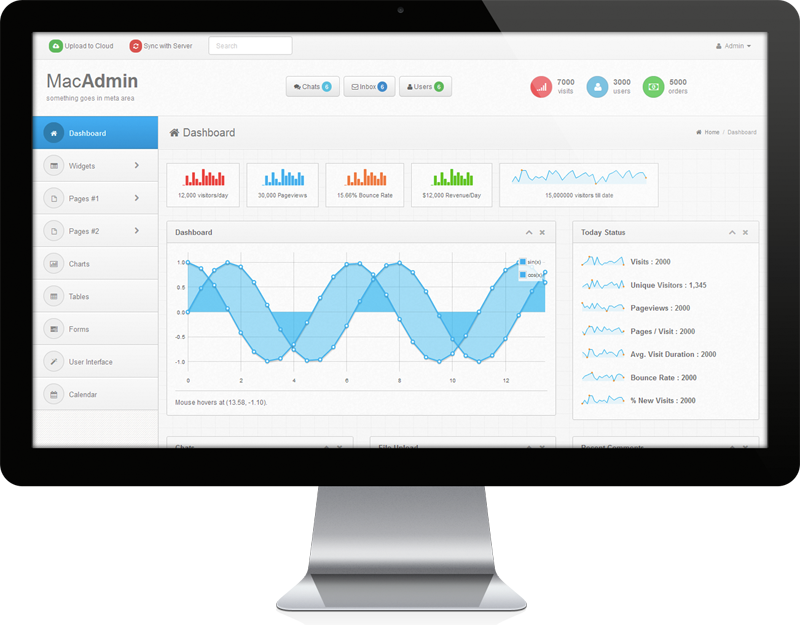 Upload to Cloud
Sync with Server
Search
Admin
MacAdmin
something goes in meta area
Chats 6
Inbox 6
Users 6
7000
visits
3000
users
5000
orders
Dashboard
Widgets
Pages #1
Pages #2
Charts
Tables
Forms
User Interface
Calendar
Dashboard
Home / Dashboard
12,000 visitors/day
30,000 Pageviews
15.66% Bounce Rate
$12,000 Revenue/Day
15,000000 visitors till date
Dashboard
1.0
0.5
0.0
-0.5
-1.0
0 2 4 6 8 10 12
sin(x)
cos(x)
Mouse hovers at (13.58, -1.10).
Today Status
Visits : 2000
Unique Visitors : 1,345
Pageviews : 2000
Pages / Visit : 2000
Avg. Visit Duration : 2000
Bounce Rate : 2000
% New Visits : 2000
Chats
File Upload
Recent Comments